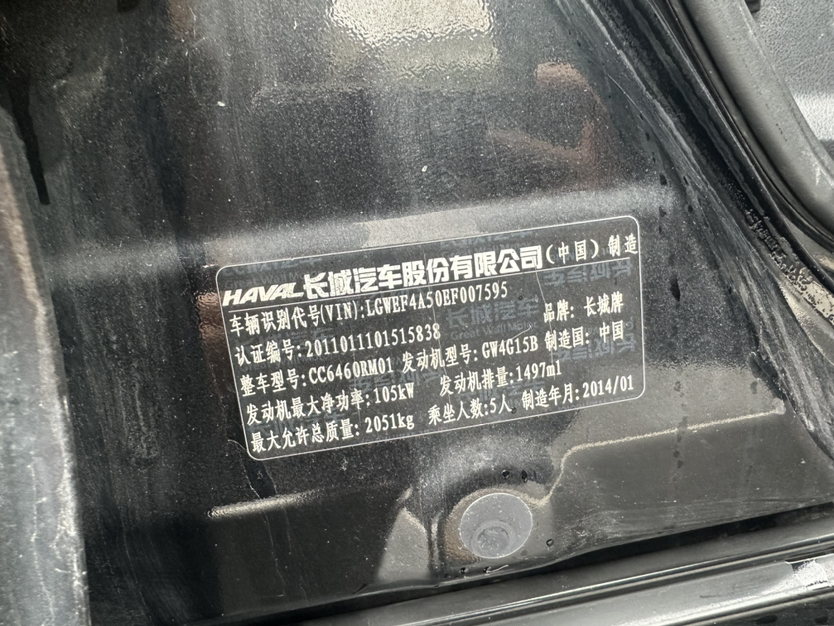 HAVAL长城汽车股份有限公司(中国)制造
车辆识别代号(VIN):LGWEF4A50EF007595
认证编号:2011011101515838 品牌: 长城牌
整车型号:CC6460RM01 发动机型号:GW4G15B 制造国: 中国
发动机最大净功率: 105kW 发动机排量:1497ml
最大允许总质量: 2051kg 乘坐人数:5人 制造年月:2014/01